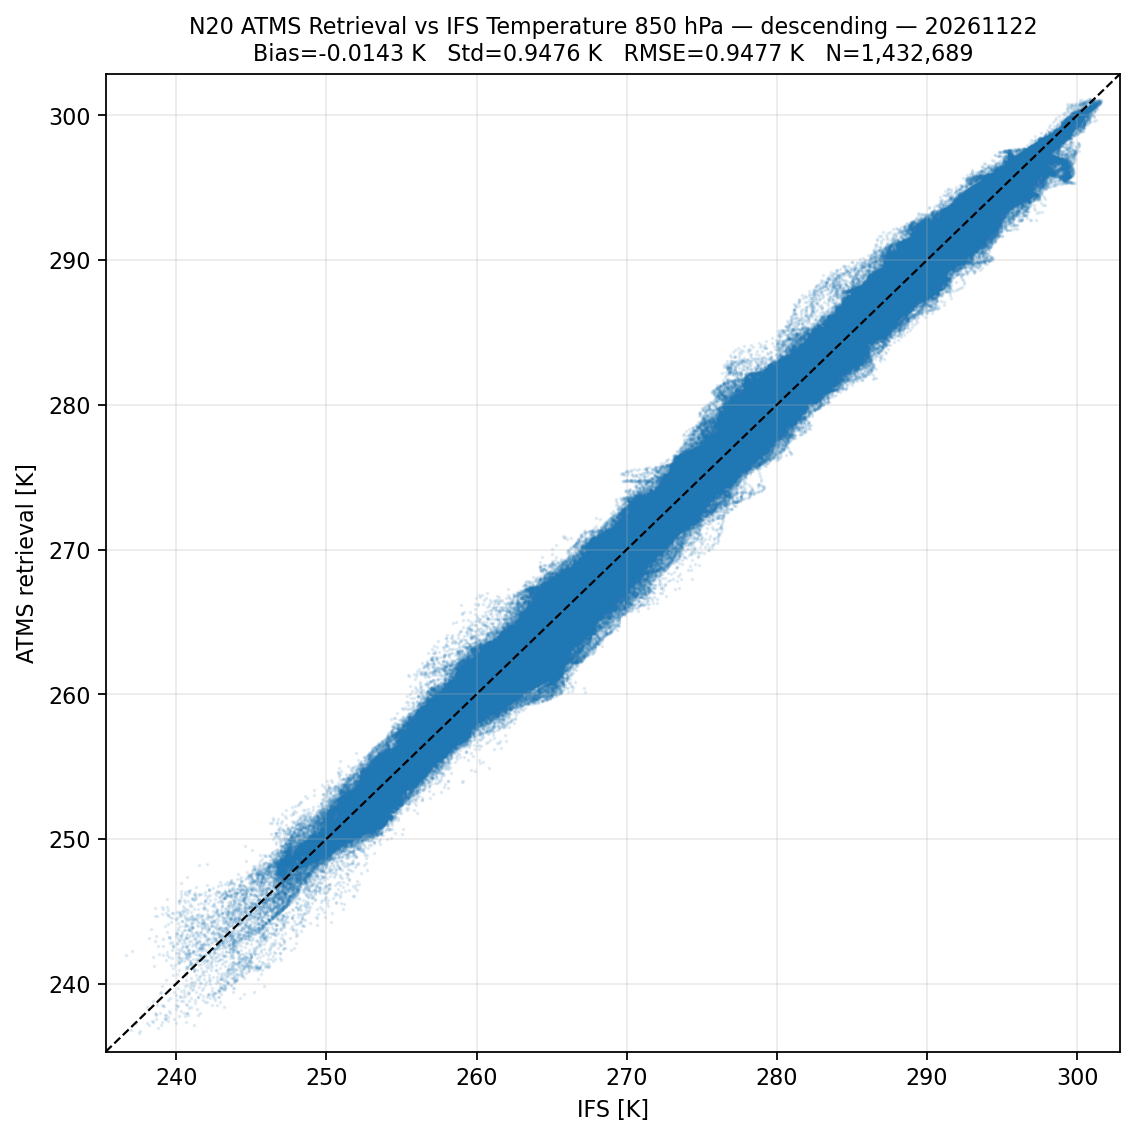 N20 ATMS Retrieval vs IFS Temperature 850 hPa — descending — 20261122
Bias=-0.0143 K   Std=0.9476 K   RMSE=0.9477 K   N=1,432,689
300
290
280
270
260
250
240
ATMS retrieval [K]
240 250 260 270 280 290 300
IFS [K]